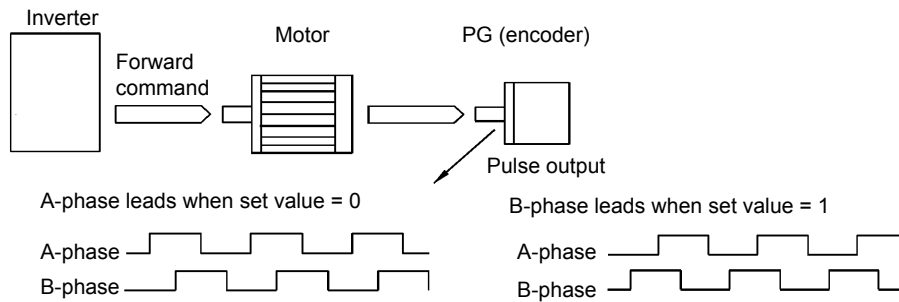 Inverter
Motor
PG (encoder)
Forward
command
Pulse output
A-phase leads when set value = 0
B-phase leads when set value = 1
A-phase
B-phase
A-phase
B-phase